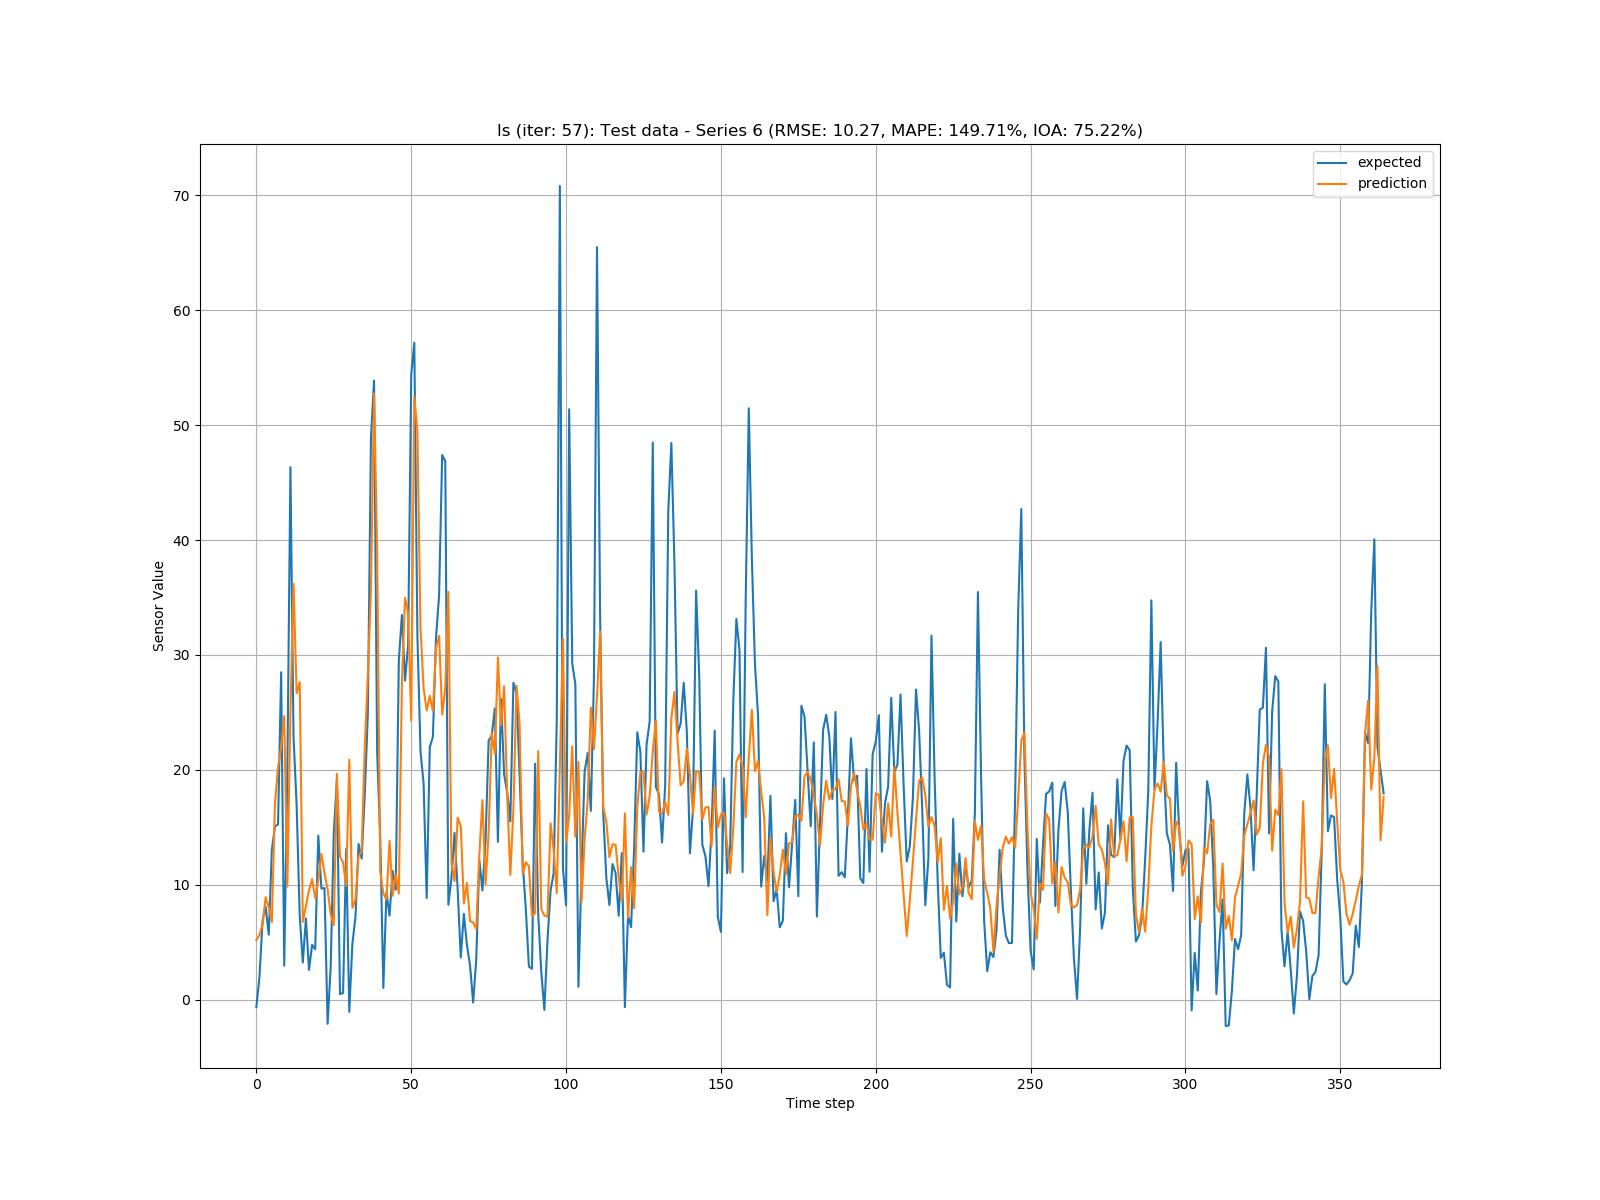 ls (iter: 57): Test data - Series 6 (RMSE: 10.27, MAPE: 149.71%, IOA: 75.22%)
expected
prediction
70
60
50
40
30
20
10
0
Sensor Value
0 50 100 150 200 250 300 350
Time step